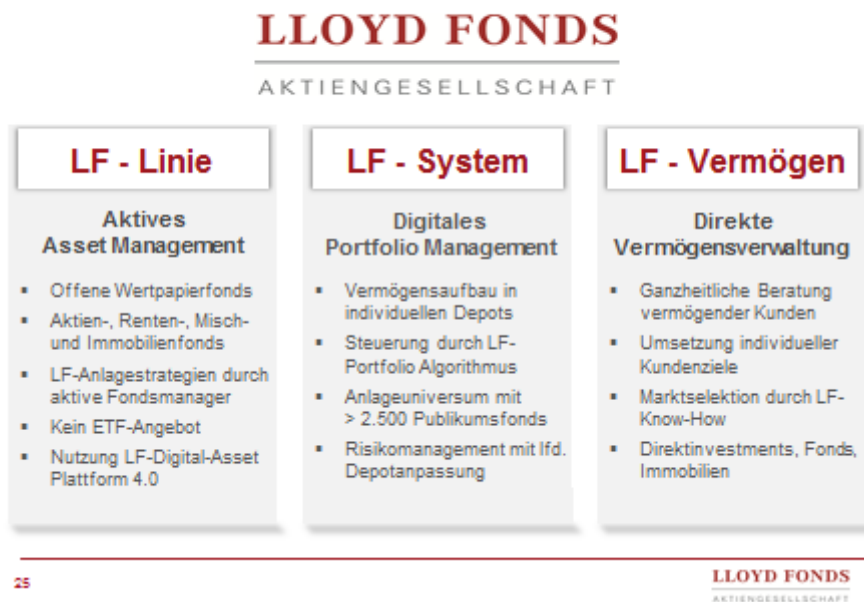 LLOYD FONDS
AKTIENGESELLSCHAFT
LF - Linie
Aktives
Asset Management
▪ Offene Wertpapierfonds
▪ Aktien-, Renten-, Misch-
und Immobilienfonds
▪ LF-Anlagestrategien durch
aktive Fondsmanager
▪ Kein ETF-Angebot
▪ Nutzung LF-Digital-Asset
Plattform 4.0
LF - System
Digitales
Portfolio Management
▪ Vermögensaufbau in
individuellen Depots
▪ Steuerung durch LF-
Portfolio Algorithmus
▪ Anlageuniversum mit
> 2.500 Publikumsfonds
▪ Risikomanagement mit lfd.
Depotanpassung
LF - Vermögen
Direkte
Vermögensverwaltung
▪ Ganzheitliche Beratung
vermögender Kunden
▪ Umsetzung individueller
Kundenziele
▪ Marktselektion durch LF-
Know-How
▪ Direktinvestments, Fonds,
Immobilien
25
LLOYD FONDS
AKTIENGESELLSCHAFT